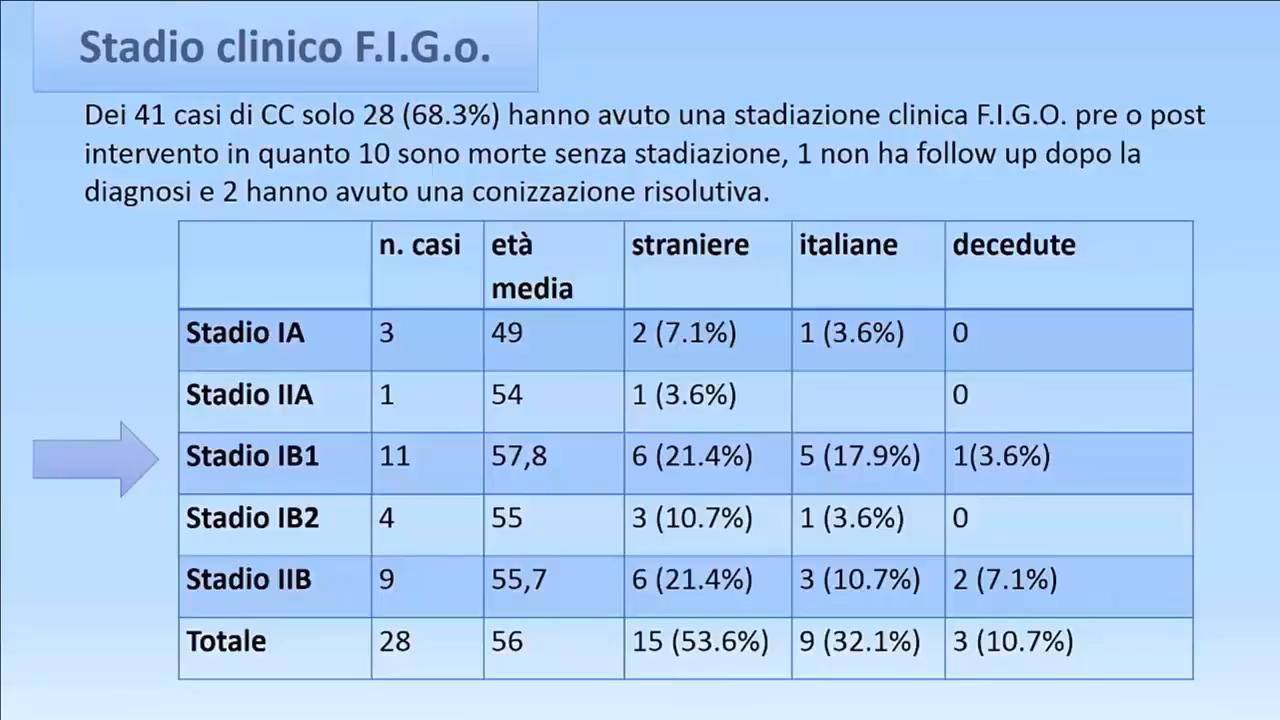 Stadio clinico F.I.G.o.
Dei 41 casi di CC solo 28 (68.3%) hanno avuto una stadiazione clinica F.I.G.O. pre o post
intervento in quanto 10 sono morte senza stadiazione, 1 non ha follow up dopo la
diagnosi e 2 hanno avuto una conizzazione risolutiva.
n. casi età media straniere italiane decedute
Stadio IA 3 49 2 (7.1%) 1 (3.6%) 0
Stadio IIA 1 54 1 (3.6%) 0
Stadio IB1 11 57,8 6 (21.4%) 5 (17.9%) 1(3.6%)
Stadio IB2 4 55 3 (10.7%) 1 (3.6%) 0
Stadio IIB 9 55,7 6 (21.4%) 3 (10.7%) 2 (7.1%)
Totale 28 56 15 (53.6%) 9 (32.1%) 3 (10.7%)